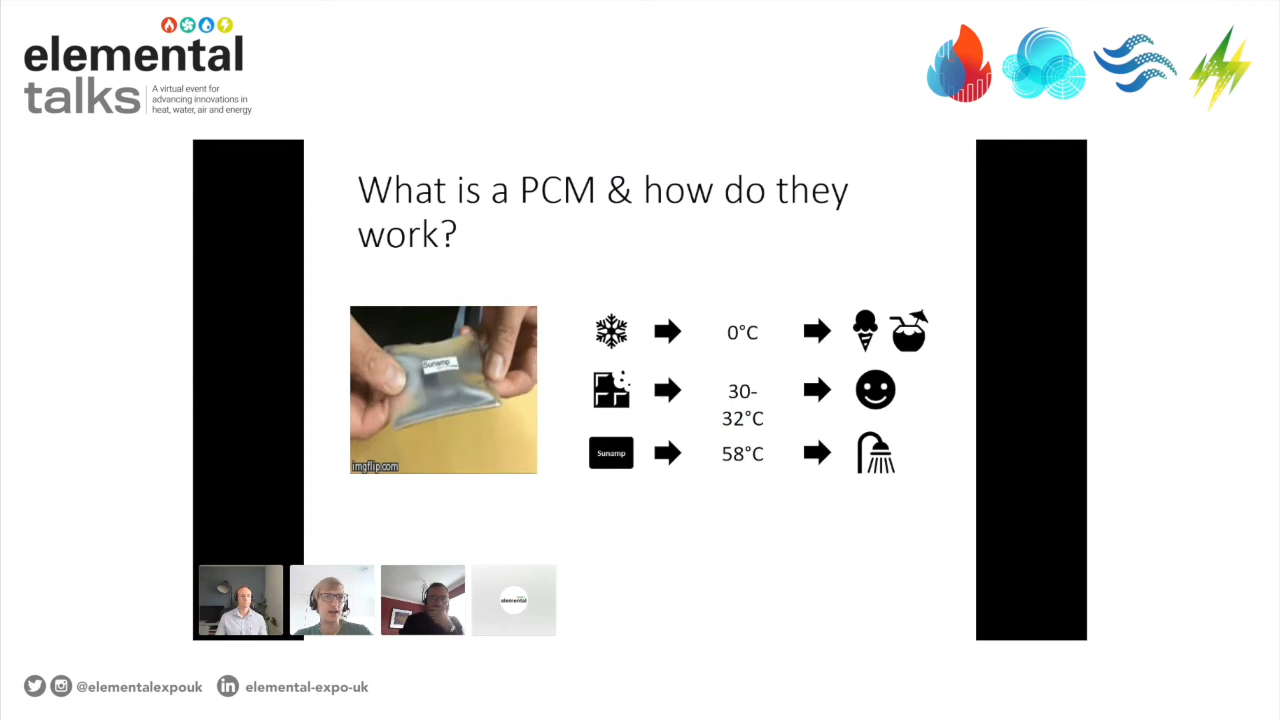 elemental
talks
A virtual event for
advancing innovations in
heat, water, air and energy
What is a PCM & how do they
work?
Sunamp
imgflip.com
0°C
30-
32°C
Sunamp
58°C
elemental
@elementalexpouk
elemental-expo-uk